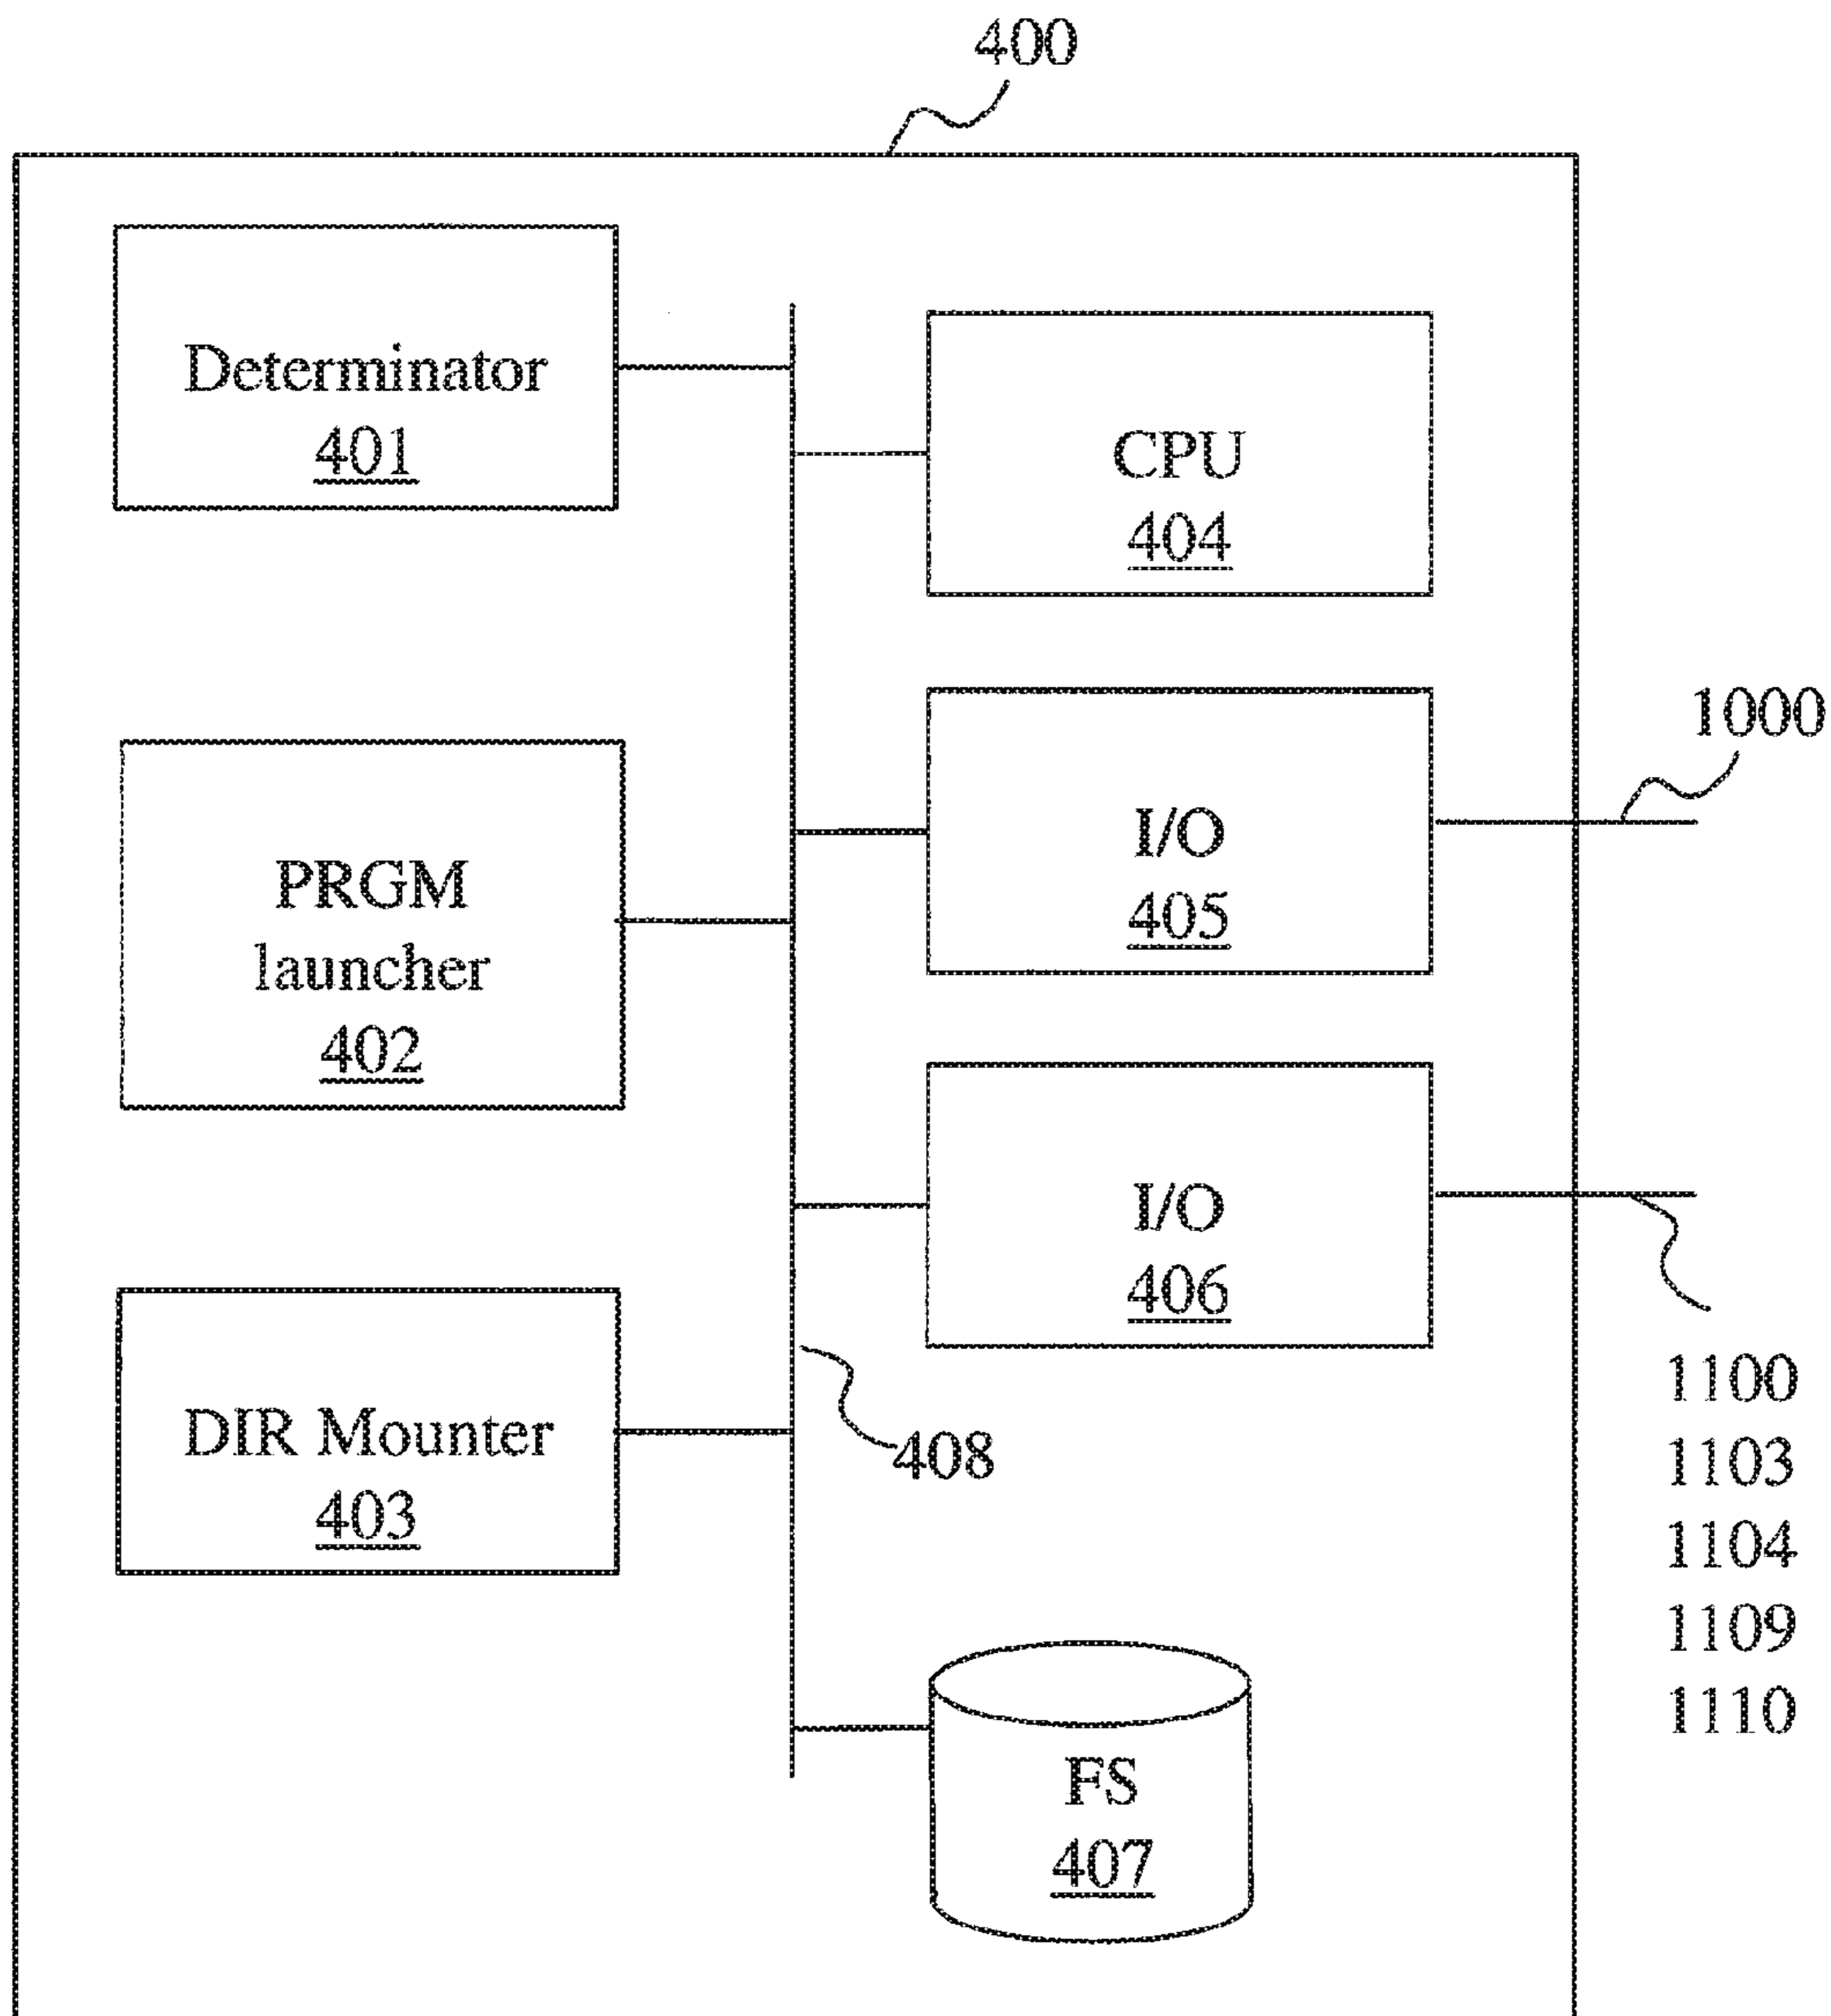 400
Determinator
401
CPU
404
1000
I/O
405
PRGM
launcher
402
I/O
406
DIR Mounter
403
408
1100
1103
1104
1109
1110
FS
407